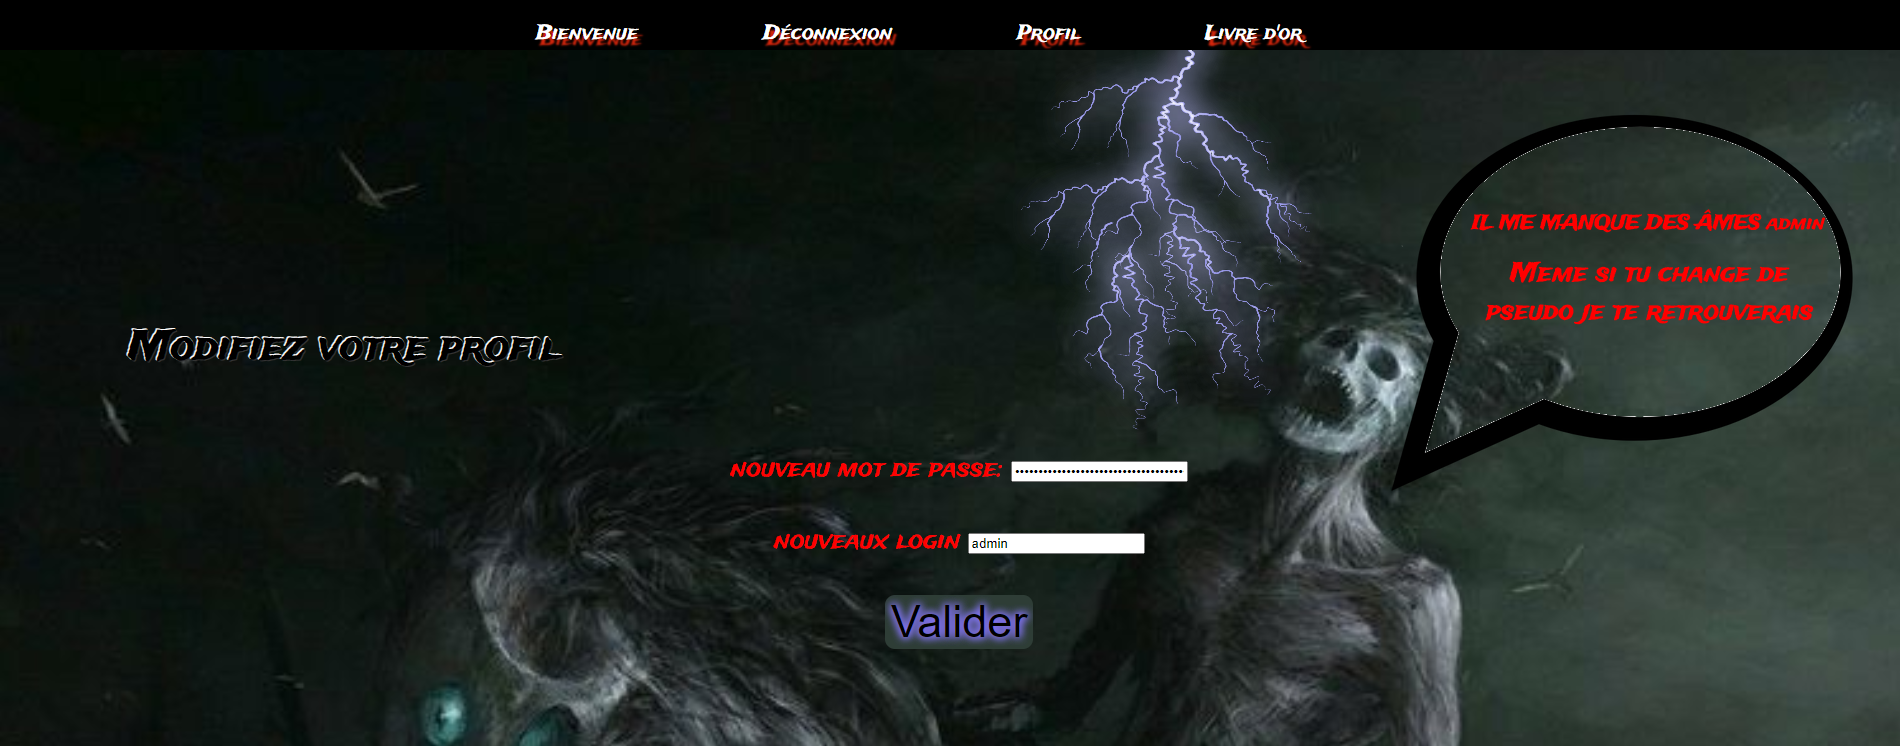 Bienvenue Déconnexion Profil Livre d'or
IL ME MANQUE DES ÂMES admin
Meme si tu change de
pseudo je te retrouverais
Modifiez votre profil
nouveau mot de passe: ••••••••••••••••••••••••••••••••••••
nouveaux login admin
Valider